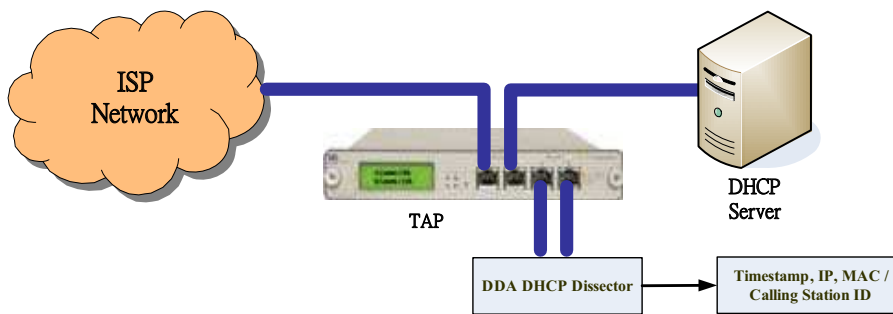 ISP
Network
TAP
DHCP
Server
DDA DHCP Dissector
Timestamp, IP, MAC /
Calling Station ID